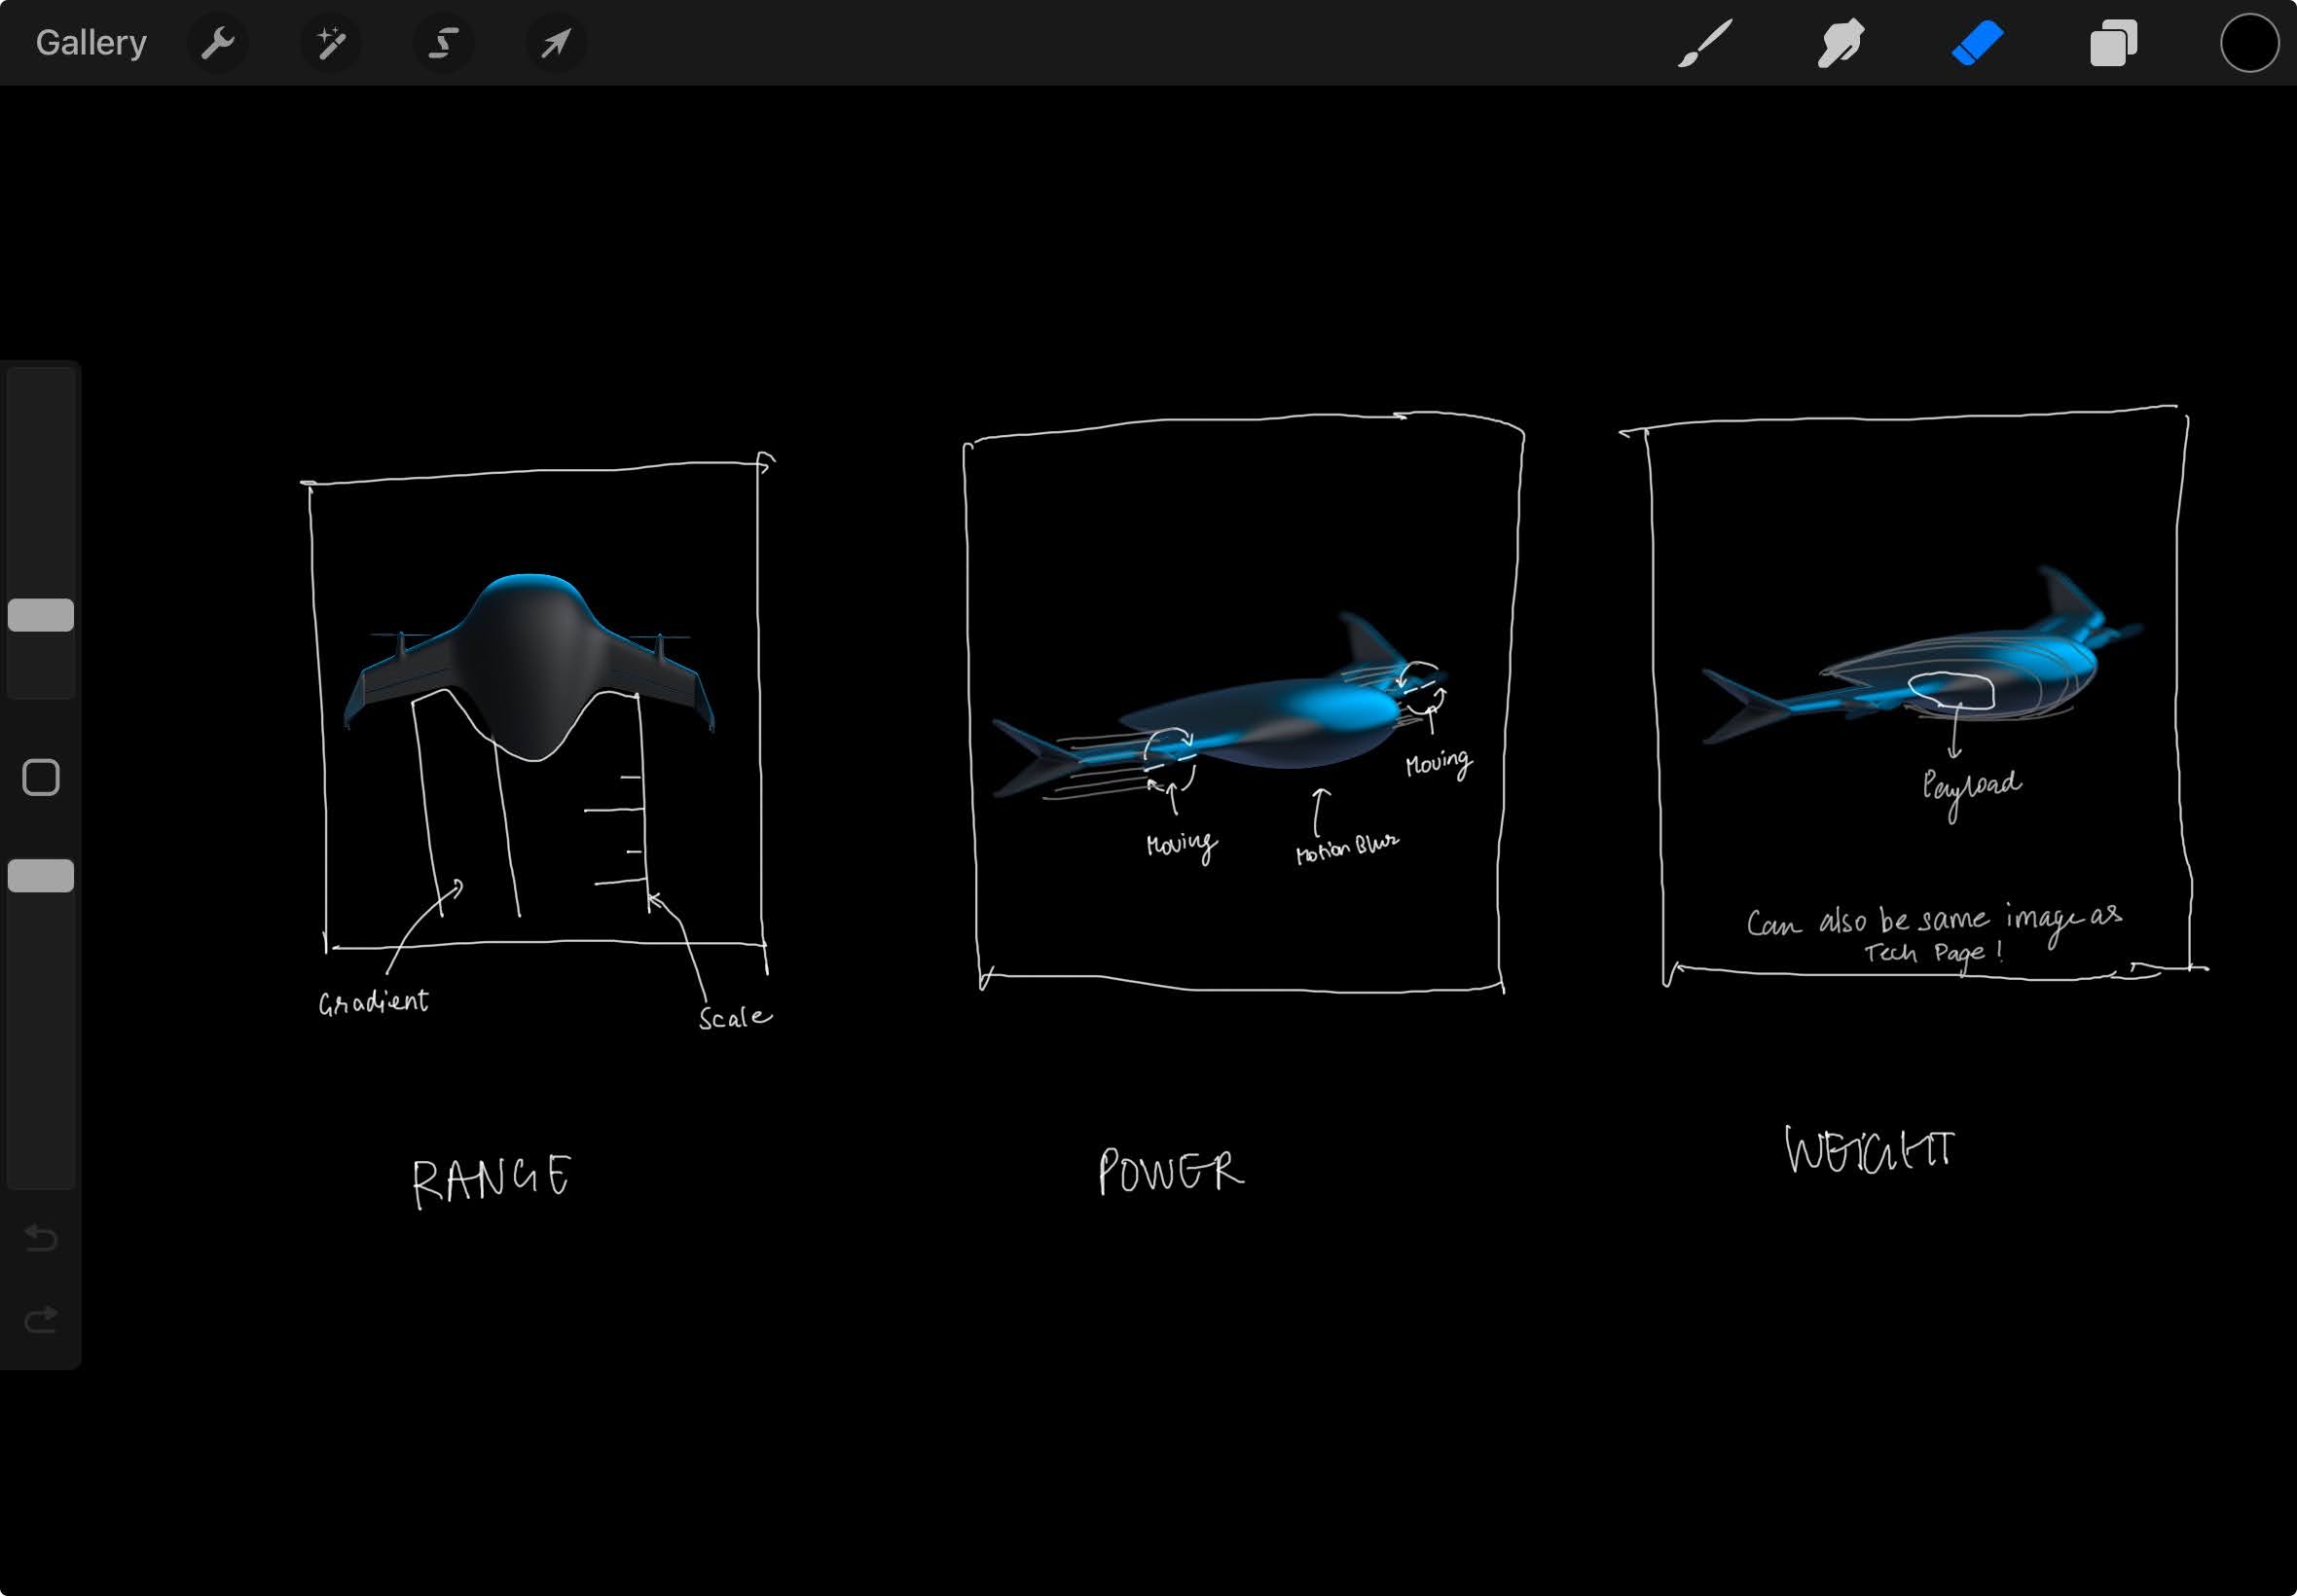 Gallery
Gradient
Scale
RANGE
Moving
Moving
Motion Blur
POWER
Payload
Can also be same image as
Tech Page!
WEIGHT